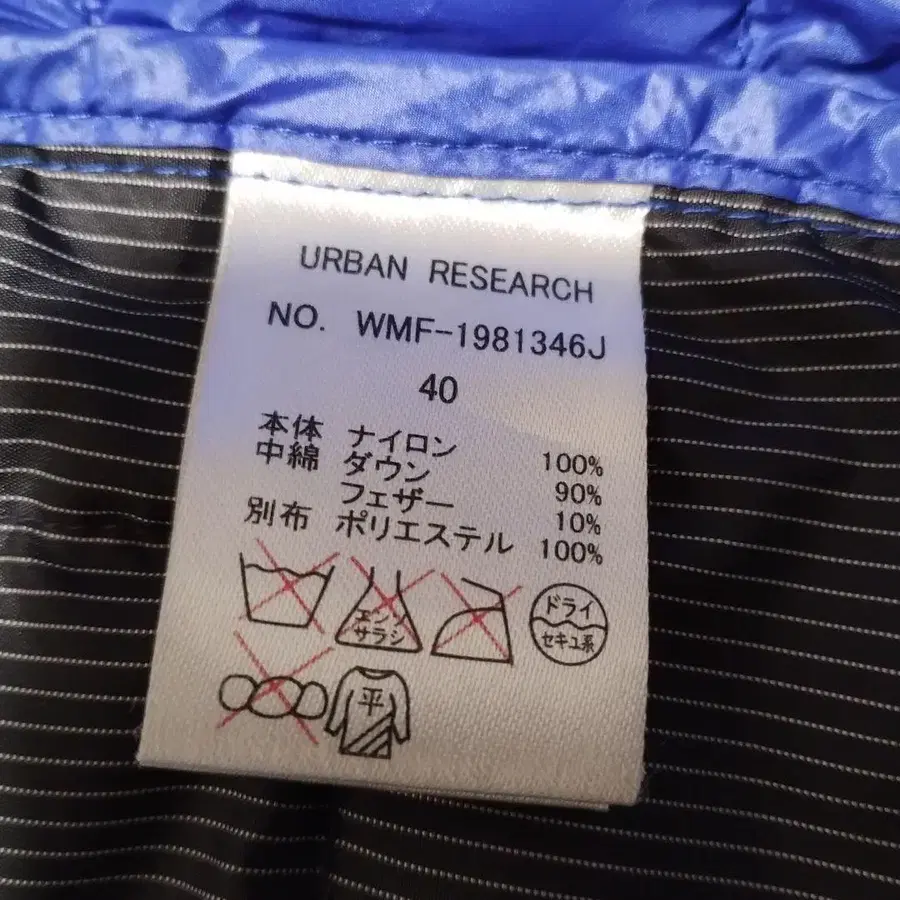 URBAN RESEARCH
NO. WMF-1981346J
40
本体 ナイロン 100%
中綿 ダウン 90%
フェザー 10%
別布 ポリエステル 100%
エンソ
サラシ
ドライ
セキユ系
平